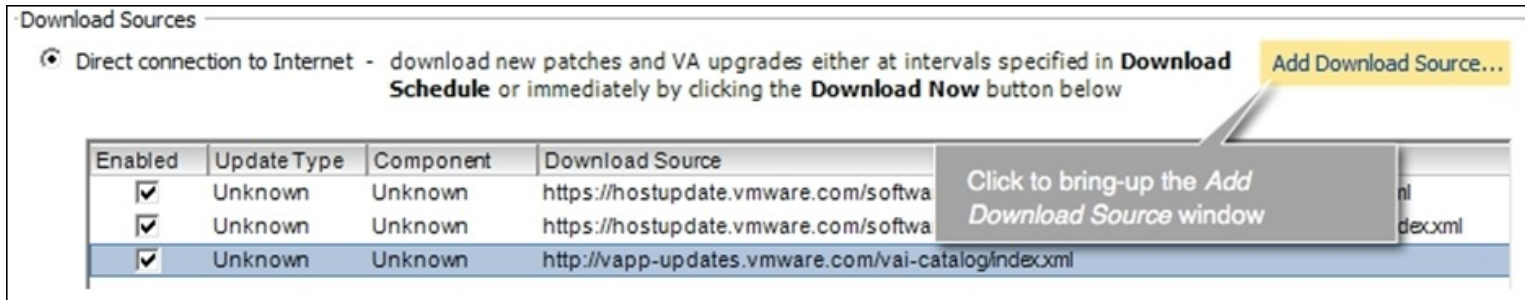 Download Sources
Direct connection to Internet - download new patches and VA upgrades either at intervals specified in Download
Schedule or immediately by clicking the Download Now button below
Add Download Source...
Enabled Update Type Component Download Source
Unknown Unknown https://hostupdate.vmware.com/softwa
Unknown Unknown https://hostupdate.vmware.com/softwa dex.xml
Unknown Unknown http://vapp-updates.vmware.com/vai-catalog/index.xml
Click to bring-up the Add
Download Source window